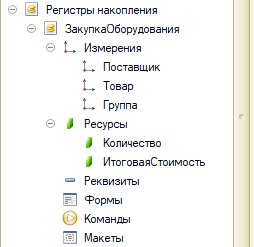 Регистры накопления
ЗакупкаОборудования
Измерения
Поставщик
Товар
Группа
Ресурсы
Количество
ИтоговаяСтоимость
Реквизиты
Формы
Команды
Макеты